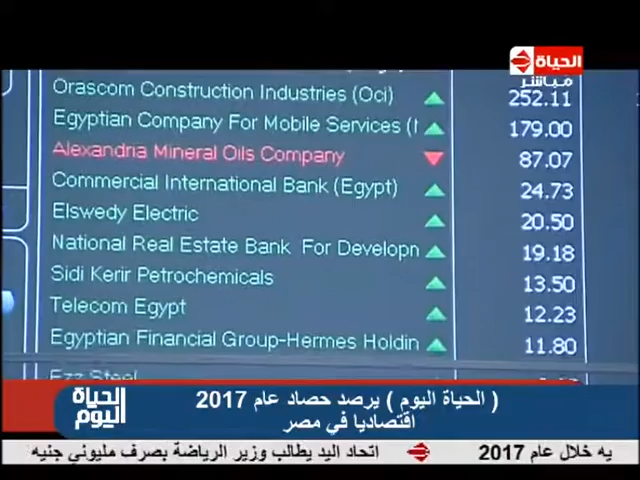 الحياة
مباشر
Orascom Construction Industries (Oci) 252.11
Egyptian Company For Mobile Services ( 179.00
Alexandria Mineral Oils Company 87.07
Commercial International Bank (Egypt) 24.73
Elswedy Electric 20.50
National Real Estate Bank For Developn 19.18
Sidi Kerir Petrochemicals 13.50
Telecom Egypt 12.23
Egyptian Financial Group-Hermes Holdin 11.80
Ezz Steel
الحياة اليوم
( الحياة اليوم ) يرصد حصاد عام 2017
اقتصاديا في مصر
يه خلال عام 2017 اتحاد اليد يطالب وزير الرياضة بصرف مليوني جنيه